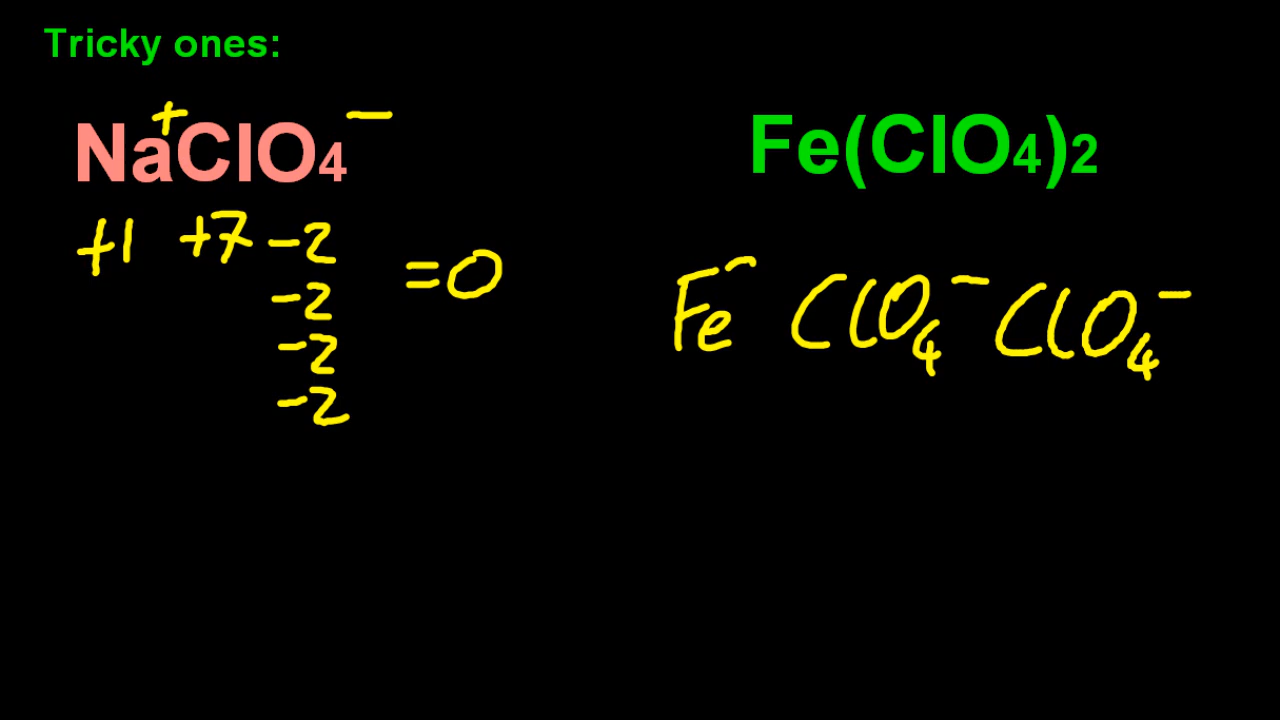 Tricky ones:
NaClO4
+ −
+1 +7 −2
−2
−2
−2
=0
Fe(ClO4)2
Fe ClO4− ClO4−